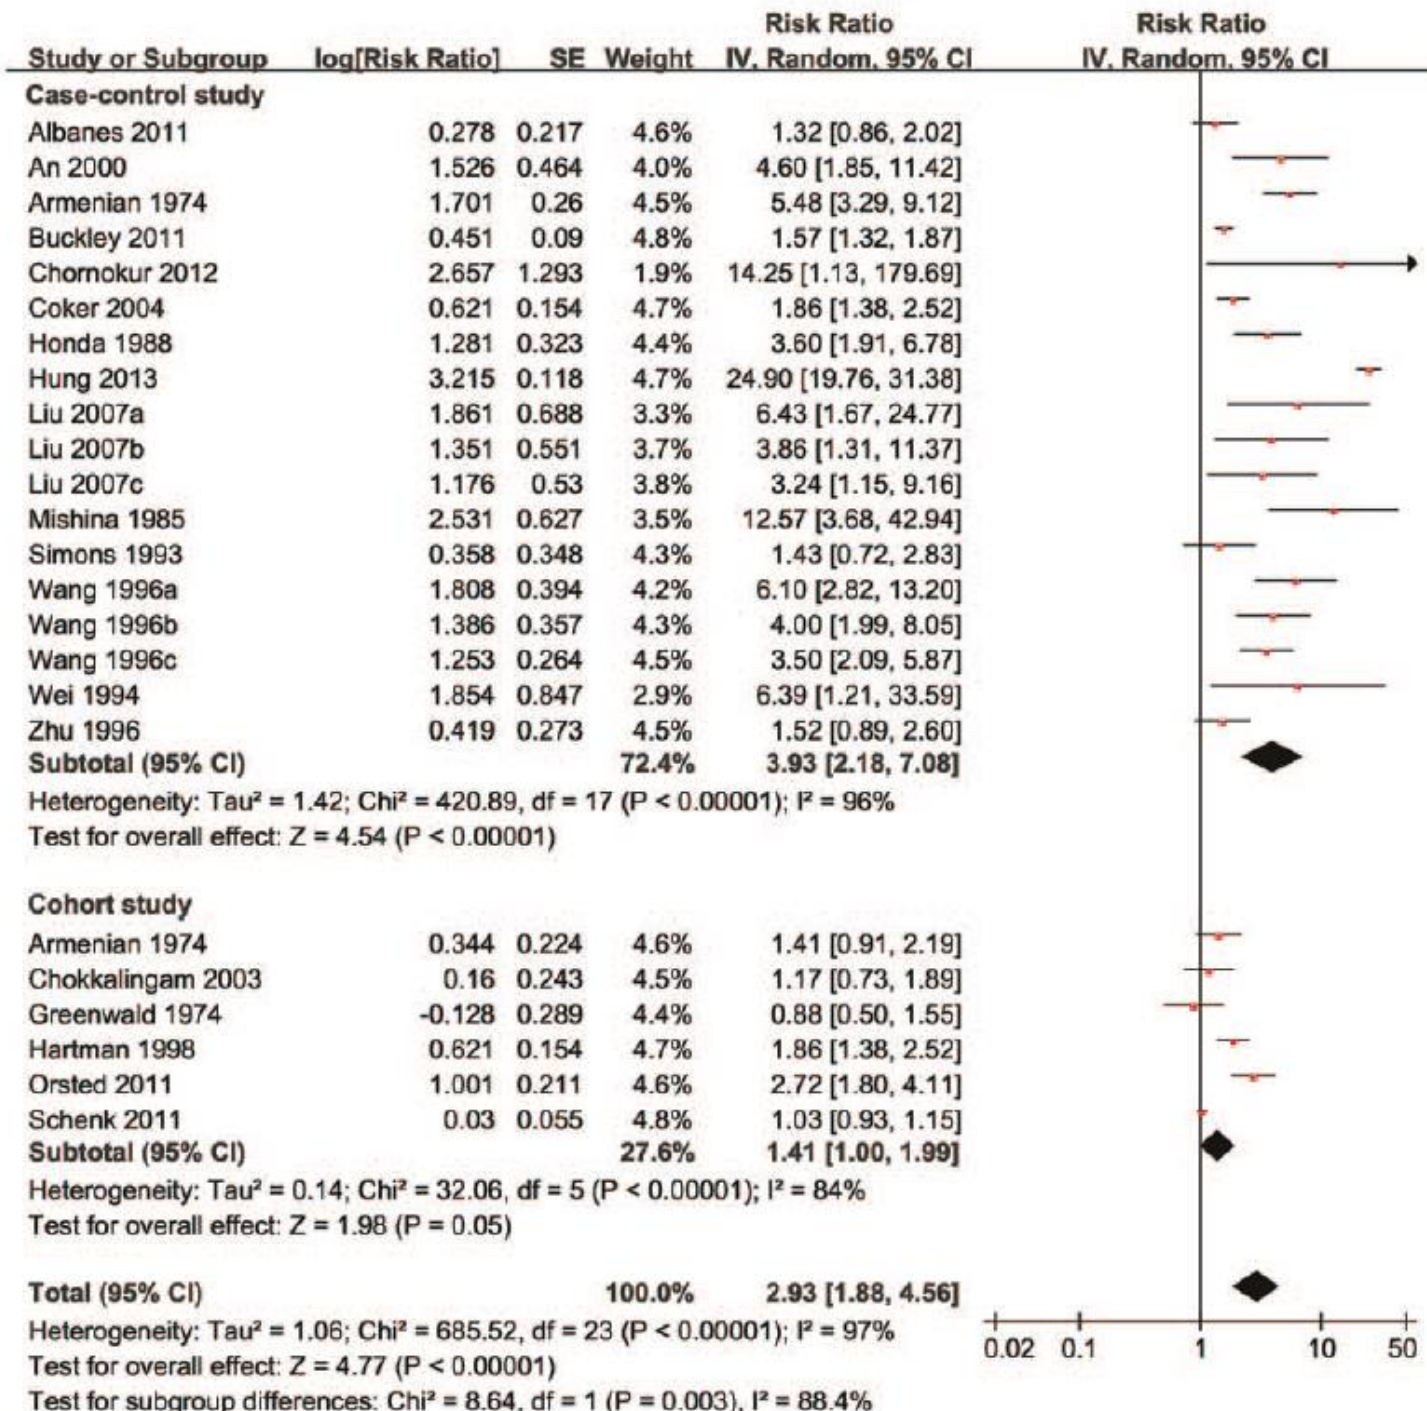 Risk Ratio Risk Ratio
Study or Subgroup log[Risk Ratio] SE Weight IV, Random, 95% CI IV, Random, 95% CI
Case-control study
Albanes 2011 0.278 0.217 4.6% 1.32 [0.86, 2.02]
An 2000 1.526 0.464 4.0% 4.60 [1.85, 11.42]
Armenian 1974 1.701 0.26 4.5% 5.48 [3.29, 9.12]
Buckley 2011 0.451 0.09 4.8% 1.57 [1.32, 1.87]
Chornokur 2012 2.657 1.293 1.9% 14.25 [1.13, 179.69]
Coker 2004 0.621 0.154 4.7% 1.86 [1.38, 2.52]
Honda 1988 1.281 0.323 4.4% 3.60 [1.91, 6.78]
Hung 2013 3.215 0.118 4.7% 24.90 [19.76, 31.38]
Liu 2007a 1.861 0.688 3.3% 6.43 [1.67, 24.77]
Liu 2007b 1.351 0.551 3.7% 3.86 [1.31, 11.37]
Liu 2007c 1.176 0.53 3.8% 3.24 [1.15, 9.16]
Mishina 1985 2.531 0.627 3.5% 12.57 [3.68, 42.94]
Simons 1993 0.358 0.348 4.3% 1.43 [0.72, 2.83]
Wang 1996a 1.808 0.394 4.2% 6.10 [2.82, 13.20]
Wang 1996b 1.386 0.357 4.3% 4.00 [1.99, 8.05]
Wang 1996c 1.253 0.264 4.5% 3.50 [2.09, 5.87]
Wei 1994 1.854 0.847 2.9% 6.39 [1.21, 33.59]
Zhu 1996 0.419 0.273 4.5% 1.52 [0.89, 2.60]
Subtotal (95% CI) 72.4% 3.93 [2.18, 7.08]
Heterogeneity: Tau² = 1.42; Chi² = 420.89, df = 17 (P < 0.00001); I² = 96%
Test for overall effect: Z = 4.54 (P < 0.00001)
Cohort study
Armenian 1974 0.344 0.224 4.6% 1.41 [0.91, 2.19]
Chokkalingam 2003 0.16 0.243 4.5% 1.17 [0.73, 1.89]
Greenwald 1974 -0.128 0.289 4.4% 0.88 [0.50, 1.55]
Hartman 1998 0.621 0.154 4.7% 1.86 [1.38, 2.52]
Orsted 2011 1.001 0.211 4.6% 2.72 [1.80, 4.11]
Schenk 2011 0.03 0.055 4.8% 1.03 [0.93, 1.15]
Subtotal (95% CI) 27.6% 1.41 [1.00, 1.99]
Heterogeneity: Tau² = 0.14; Chi² = 32.06, df = 5 (P < 0.00001); I² = 84%
Test for overall effect: Z = 1.98 (P = 0.05)
Total (95% CI) 100.0% 2.93 [1.88, 4.56]
Heterogeneity: Tau² = 1.06; Chi² = 685.52, df = 23 (P < 0.00001); I² = 97%
Test for overall effect: Z = 4.77 (P < 0.00001)
Test for subgroup differences: Chi² = 8.64, df = 1 (P = 0.003), I² = 88.4%
0.02 0.1 1 10 50